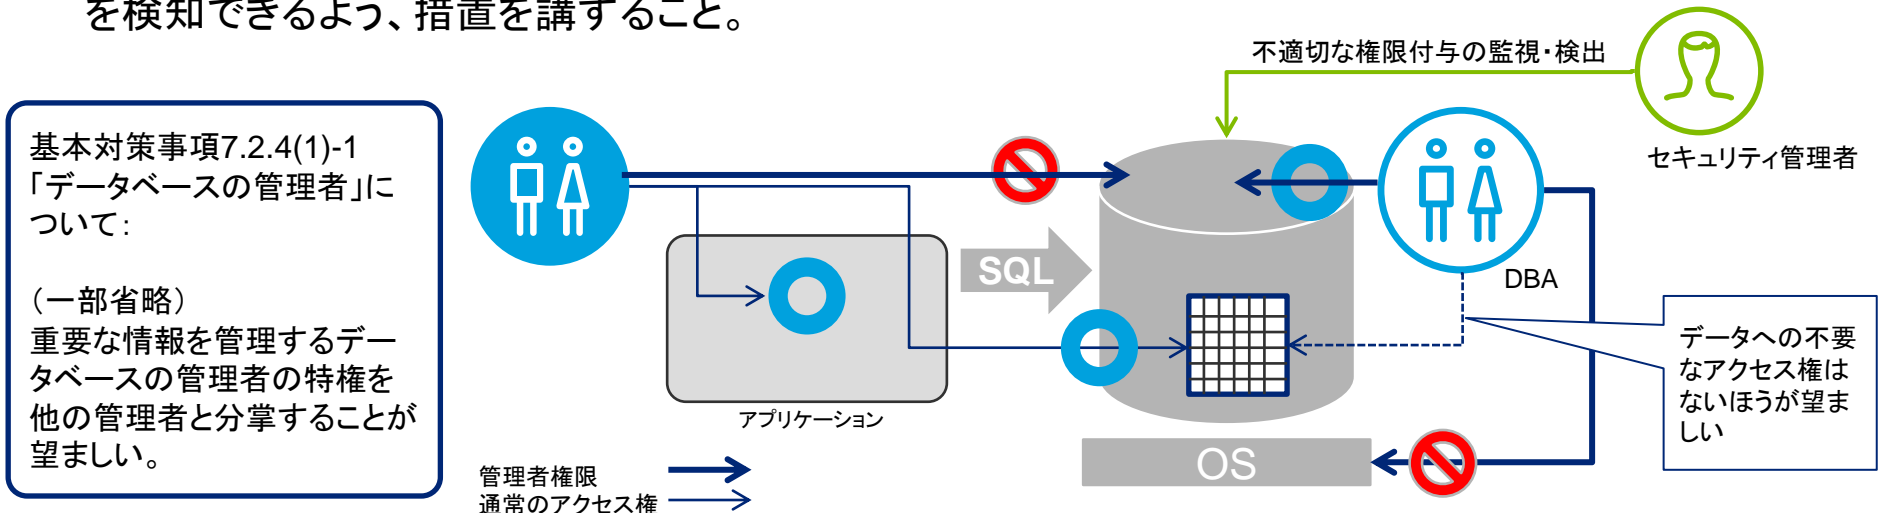 を検知できるよう、措置を講ずること。
不適切な権限付与の監視・検出
セキュリティ管理者
基本対策事項7.2.4(1)-1
「データベースの管理者」に
ついて:
(一部省略)
重要な情報を管理するデー
タベースの管理者の特権を
他の管理者と分掌することが
望ましい。
SQL
アプリケーション
DBA
データへの不要
なアクセス権は
ないほうが望ま
しい
OS
管理者権限
通常のアクセス権